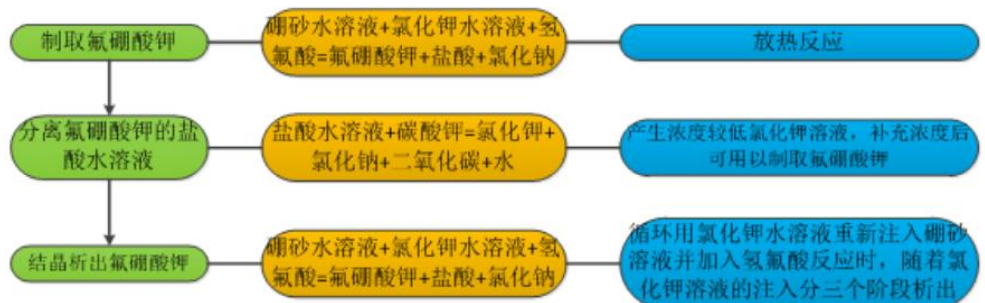 制取氟硼酸钾
硼砂水溶液+氯化钾水溶液+氢
氟酸=氟硼酸钾+盐酸+氯化钠
放热反应
分离氟硼酸钾的盐
酸水溶液
盐酸水溶液+碳酸钾=氯化钾+
氯化钠+二氧化碳+水
产生浓度较低氯化钾溶液，补充浓度后
可用以制取氟硼酸钾
结晶析出氟硼酸钾
硼砂水溶液+氯化钾水溶液+氢
氟酸=氟硼酸钾+盐酸+氯化钠
循环用氯化钾水溶液重新注入硼砂
溶液并加入氢氟酸反应时，随着氯
化钾溶液的注入分三个阶段析出